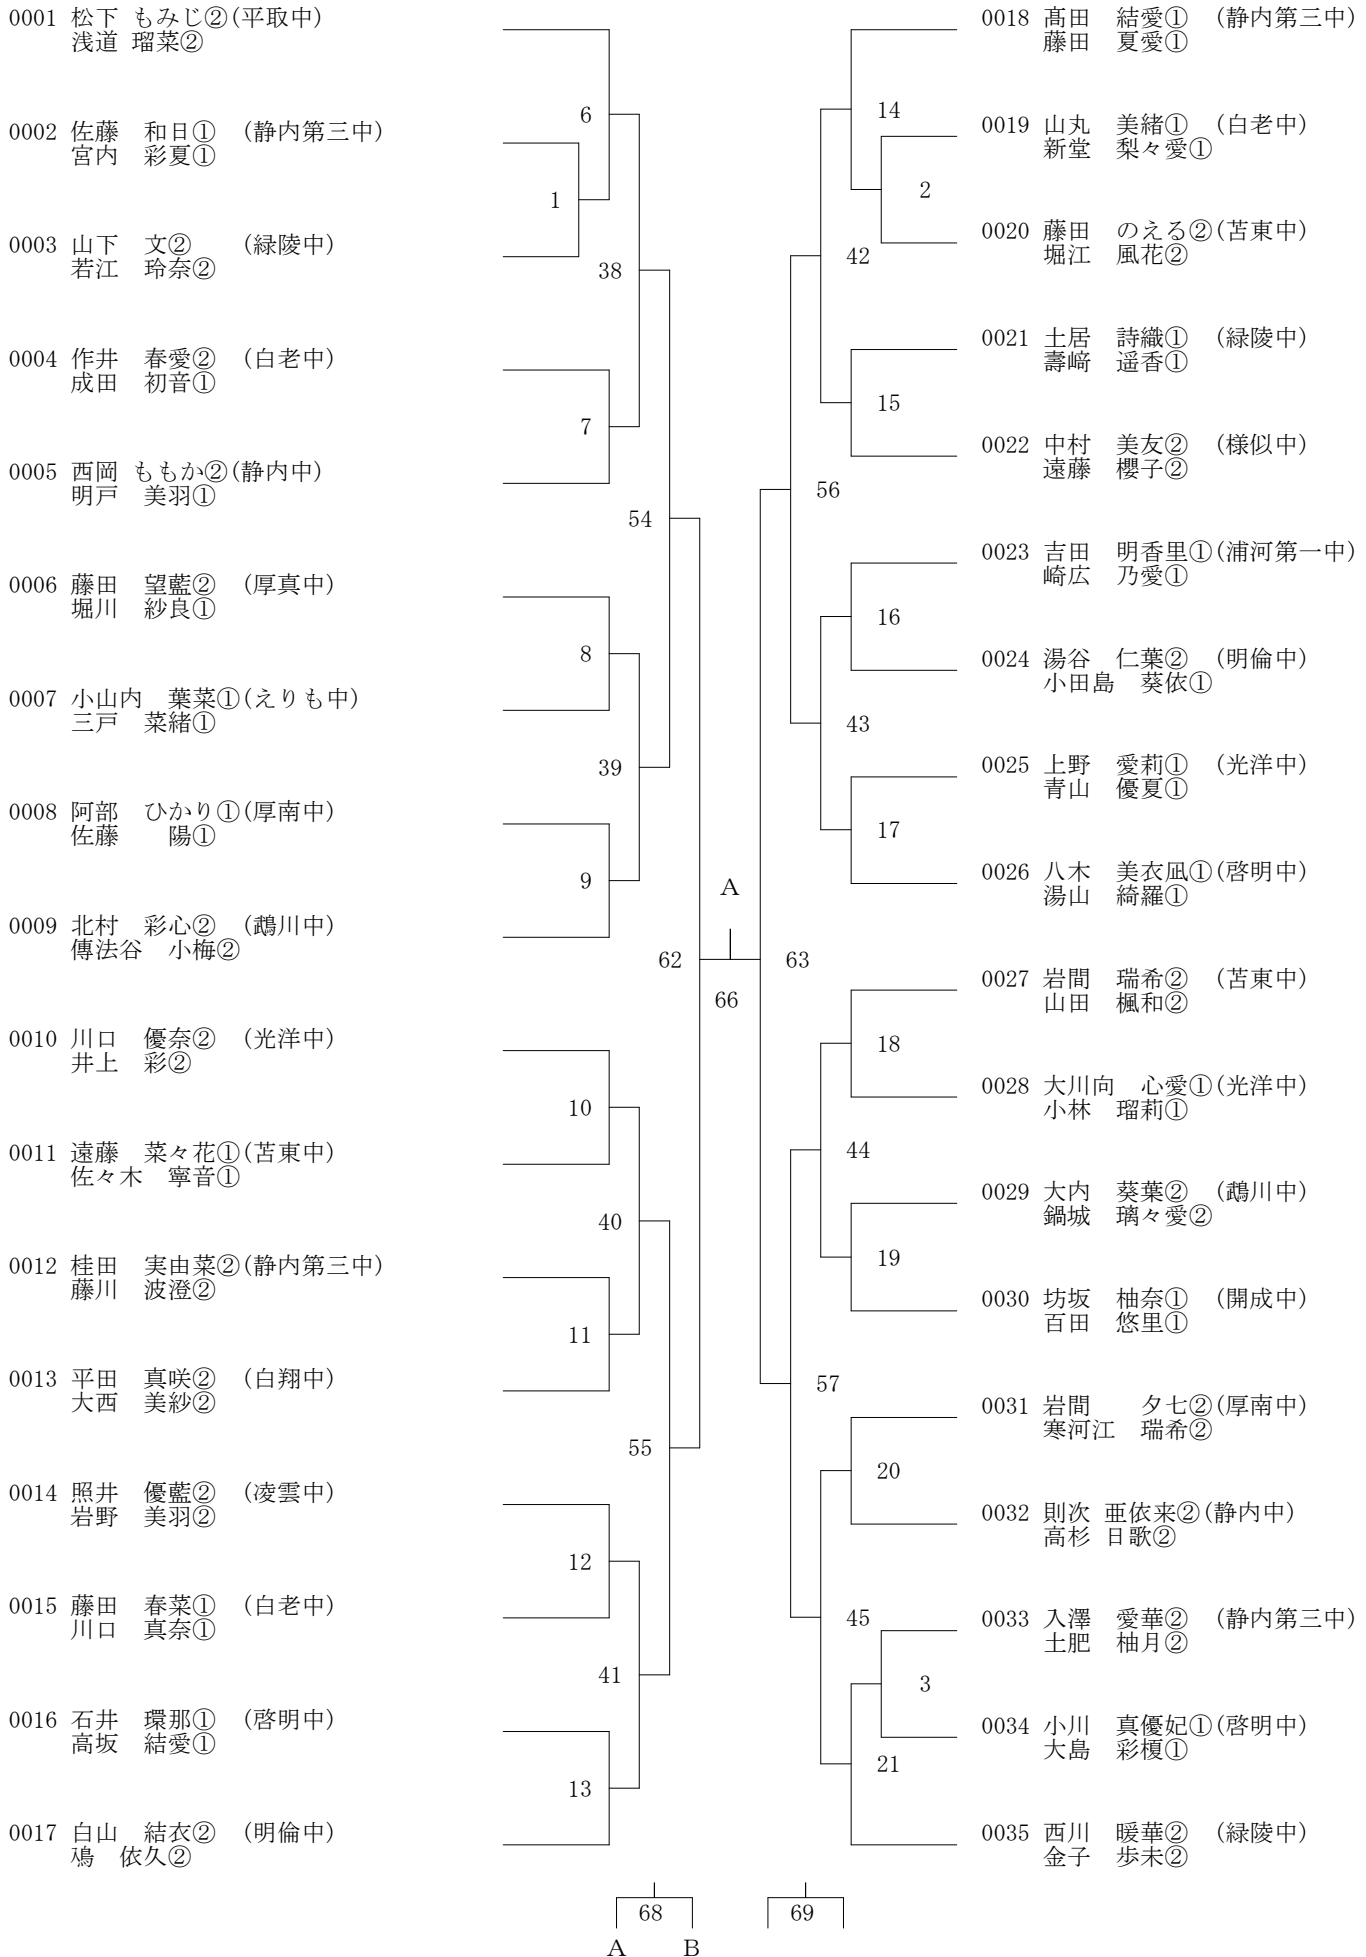 0001 松下 もみじ②(平取中)
浅道 瑠菜②
0002 佐藤　和日①　(静内第三中)
宮内　彩夏①
0003 山下　文②　　(緑陵中)
若江　玲奈②
0004 作井　春愛②　(白老中)
成田　初音①
0005 西岡 ももか②(静内中)
明戸　美羽①
0006 藤田　望藍②　(厚真中)
堀川　紗良①
0007 小山内　葉菜①(えりも中)
三戸　菜緒①
0008 阿部　ひかり①(厚南中)
佐藤　　陽①
0009 北村　彩心②　(鵡川中)
傳法谷　小梅②
0010 川口　優奈②　(光洋中)
井上　彩②
0011 遠藤　菜々花①(苫東中)
佐々木　寧音①
0012 桂田　実由菜②(静内第三中)
藤川　波澄②
0013 平田　真咲②　(白翔中)
大西　美紗②
0014 照井　優藍②　(凌雲中)
岩野　美羽②
0015 藤田　春菜①　(白老中)
川口　真奈①
0016 石井　環那①　(啓明中)
高坂　結愛①
0017 白山　結衣②　(明倫中)
鳰　依久②
6
1
38
7
54
8
39
9
62
10
40
11
55
12
41
13
A
66
63
14
2
42
15
56
16
43
17
18
44
19
57
20
45
3
21
0018 髙田　結愛①　(静内第三中)
藤田　夏愛①
0019 山丸　美緒①　(白老中)
新堂　梨々愛①
0020 藤田　のえる②(苫東中)
堀江　風花②
0021 土居　詩織①　(緑陵中)
壽﨑　遥香①
0022 中村　美友②　(様似中)
遠藤　櫻子②
0023 吉田　明香里①(浦河第一中)
崎広　乃愛①
0024 湯谷　仁葉②　(明倫中)
小田島　葵依①
0025 上野　愛莉①　(光洋中)
青山　優夏①
0026 八木　美衣凪①(啓明中)
湯山　綺羅①
0027 岩間　瑞希②　(苫東中)
山田　楓和②
0028 大川向　心愛①(光洋中)
小林　瑠莉①
0029 大内　葵葉②　(鵡川中)
鍋城　璃々愛②
0030 坊坂　柚奈①　(開成中)
百田　悠里①
0031 岩間　　夕七②(厚南中)
寒河江　瑞希②
0032 則次 亜依来②(静内中)
高杉 日歌②
0033 入澤　愛華②　(静内第三中)
土肥　柚月②
0034 小川　真優妃①(啓明中)
大島　彩榎①
0035 西川　暖華②　(緑陵中)
金子　歩未②
68
A　B
69